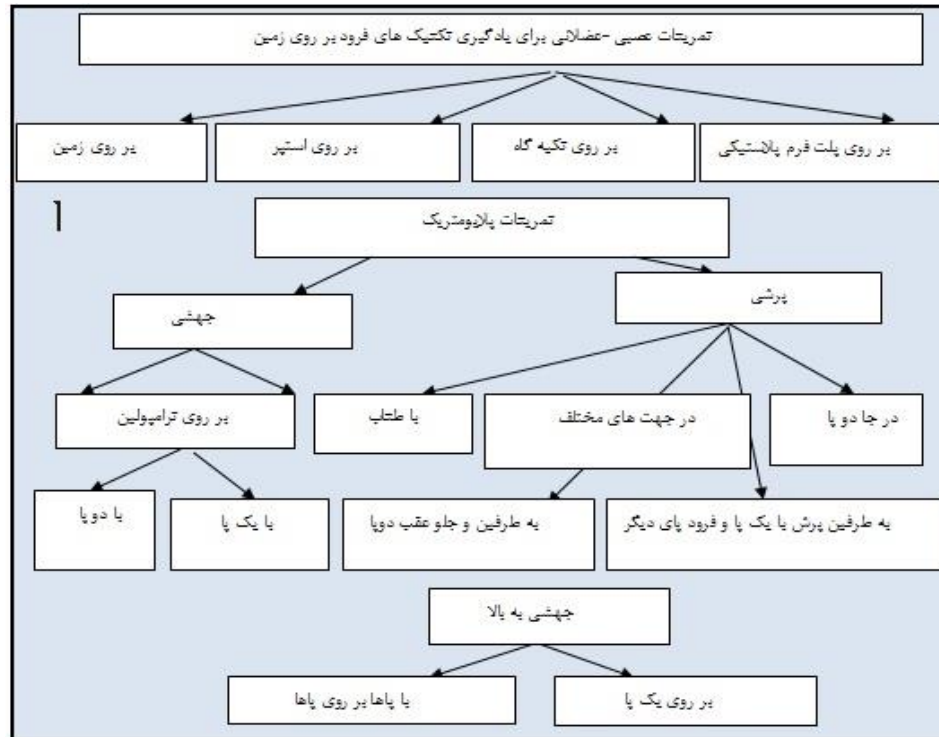 تمرینات عصبی -عضلانی برای یادگیری تکنیک های فرود بر روی زمین
بر روی پلت فرم پلاستیکی
بر روی تکیه گاه
بر روی استپر
بر روی زمین
1
تمرینات پلایومتریک
پرشی
جهشی
در جا دو پا
در جهت های مختلف
با طناب
بر روی ترامپولین
به طرفین پرش با یک پا و فرود پای دیگر
به طرفین و جلو عقب دوپا
با یک پا
با دو پا
جهشی به بالا
بر روی یک پا
با پاها بر روی پاها